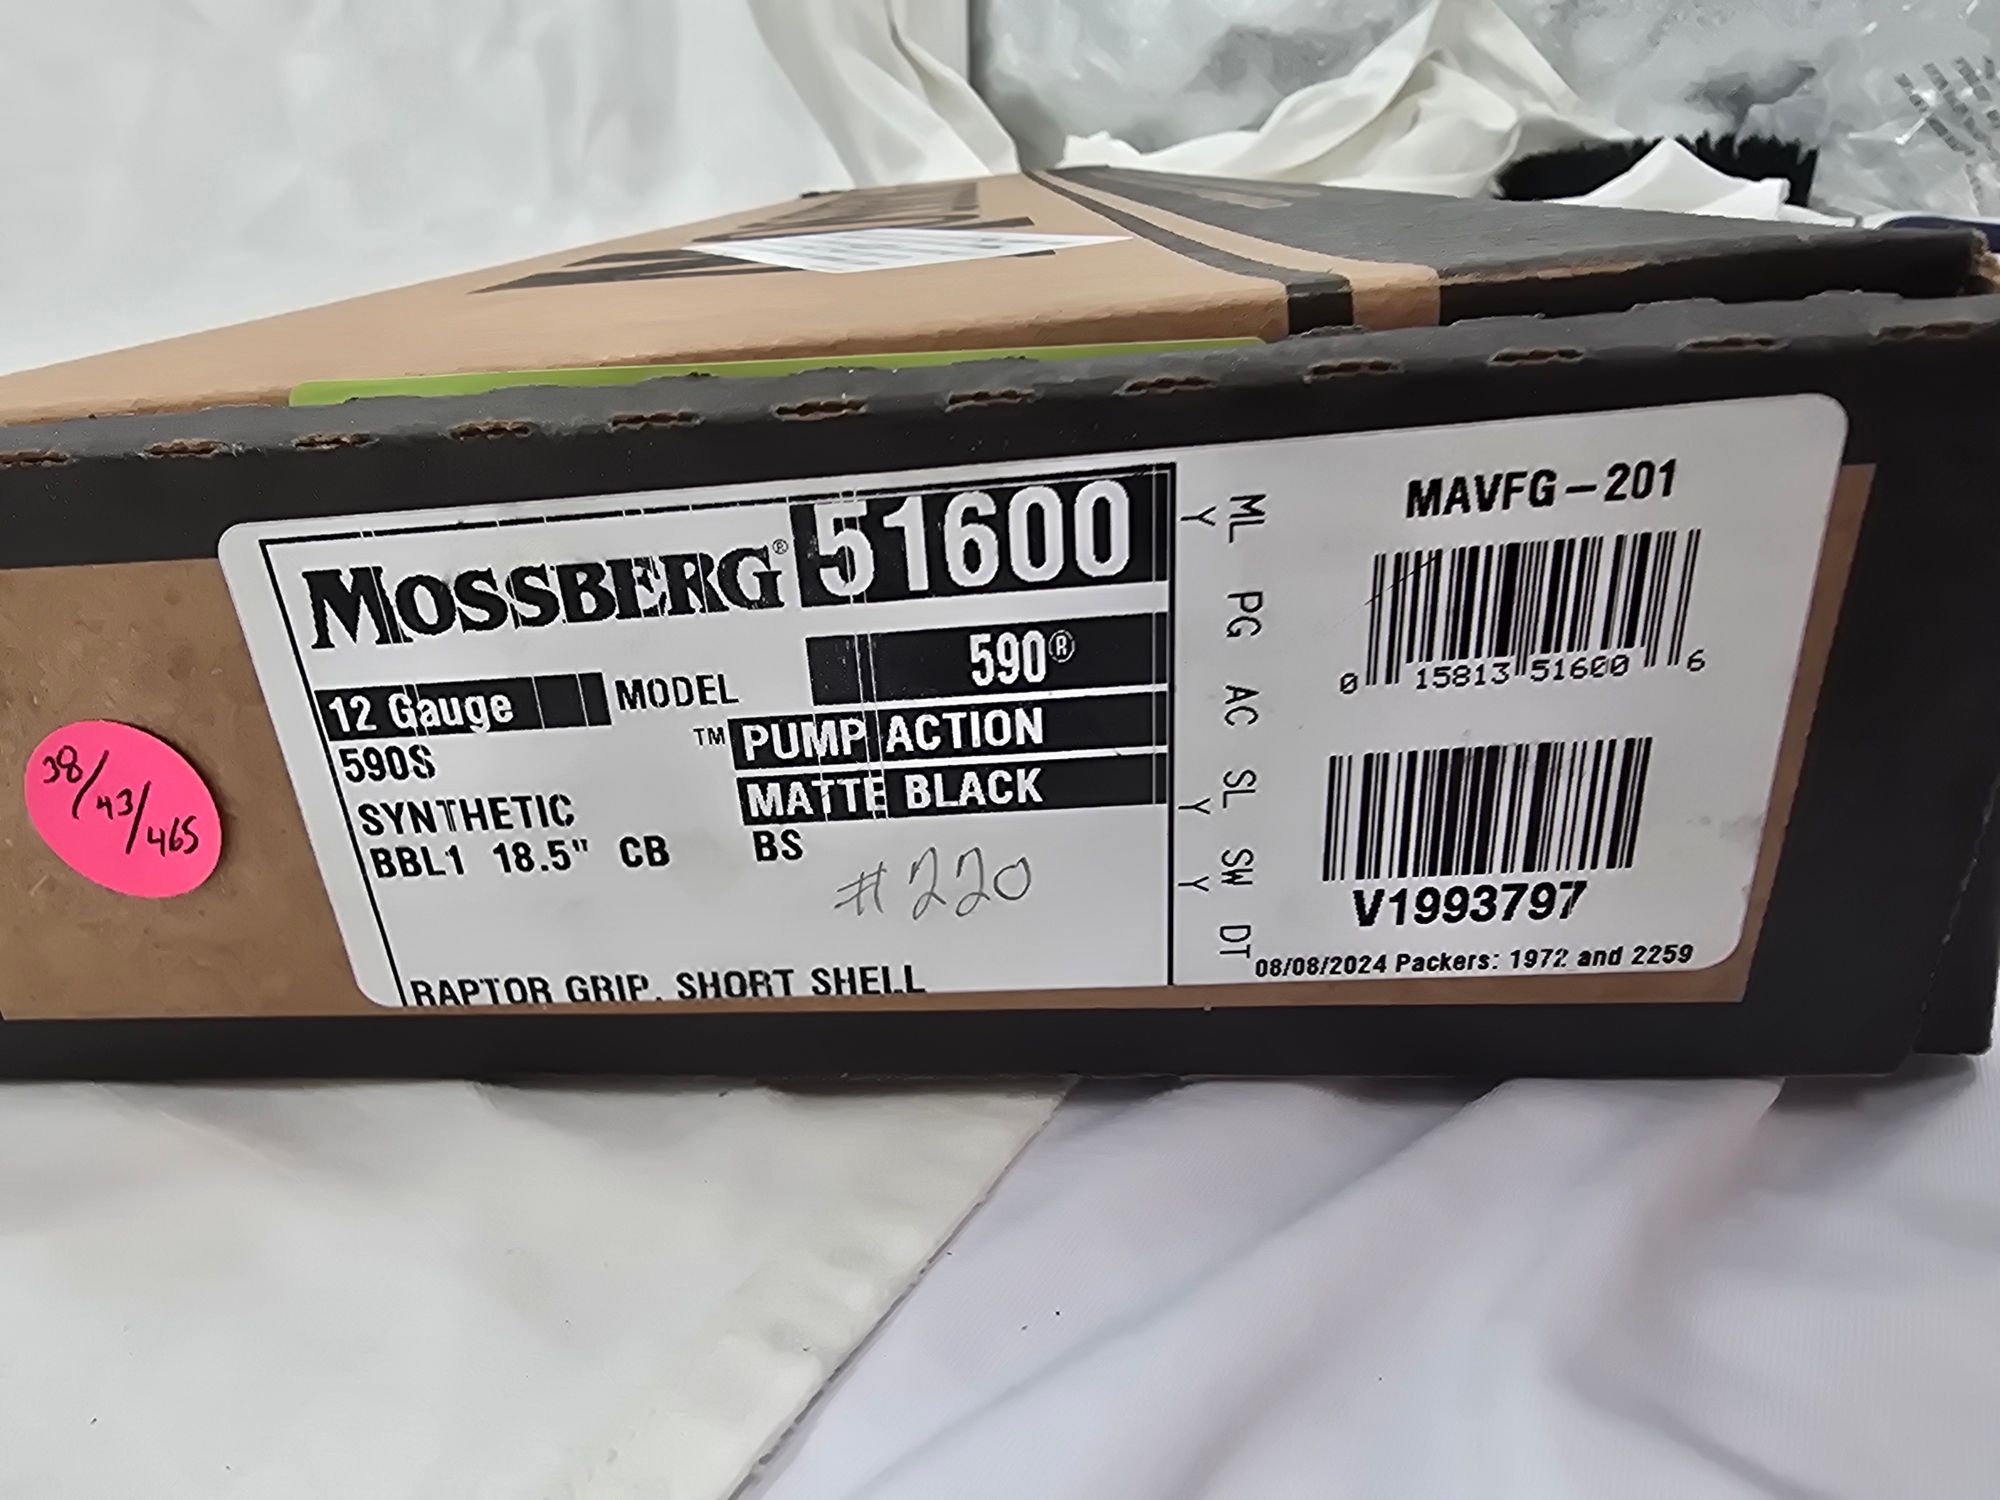 MOSSBERG® 51600
12 Gauge MODEL 590®
590S ™ PUMP ACTION
SYNTHETIC MATTE BLACK
BBL1 18.5" CB BS
#220
RAPTOR GRIP, SHORT SHELL
ML Y
PG
AC
SL Y
SW Y
DT
MAVFG-201
0 15813 51600 6
V1993797
08/08/2024 Packers: 1972 and 2259
38/43/465